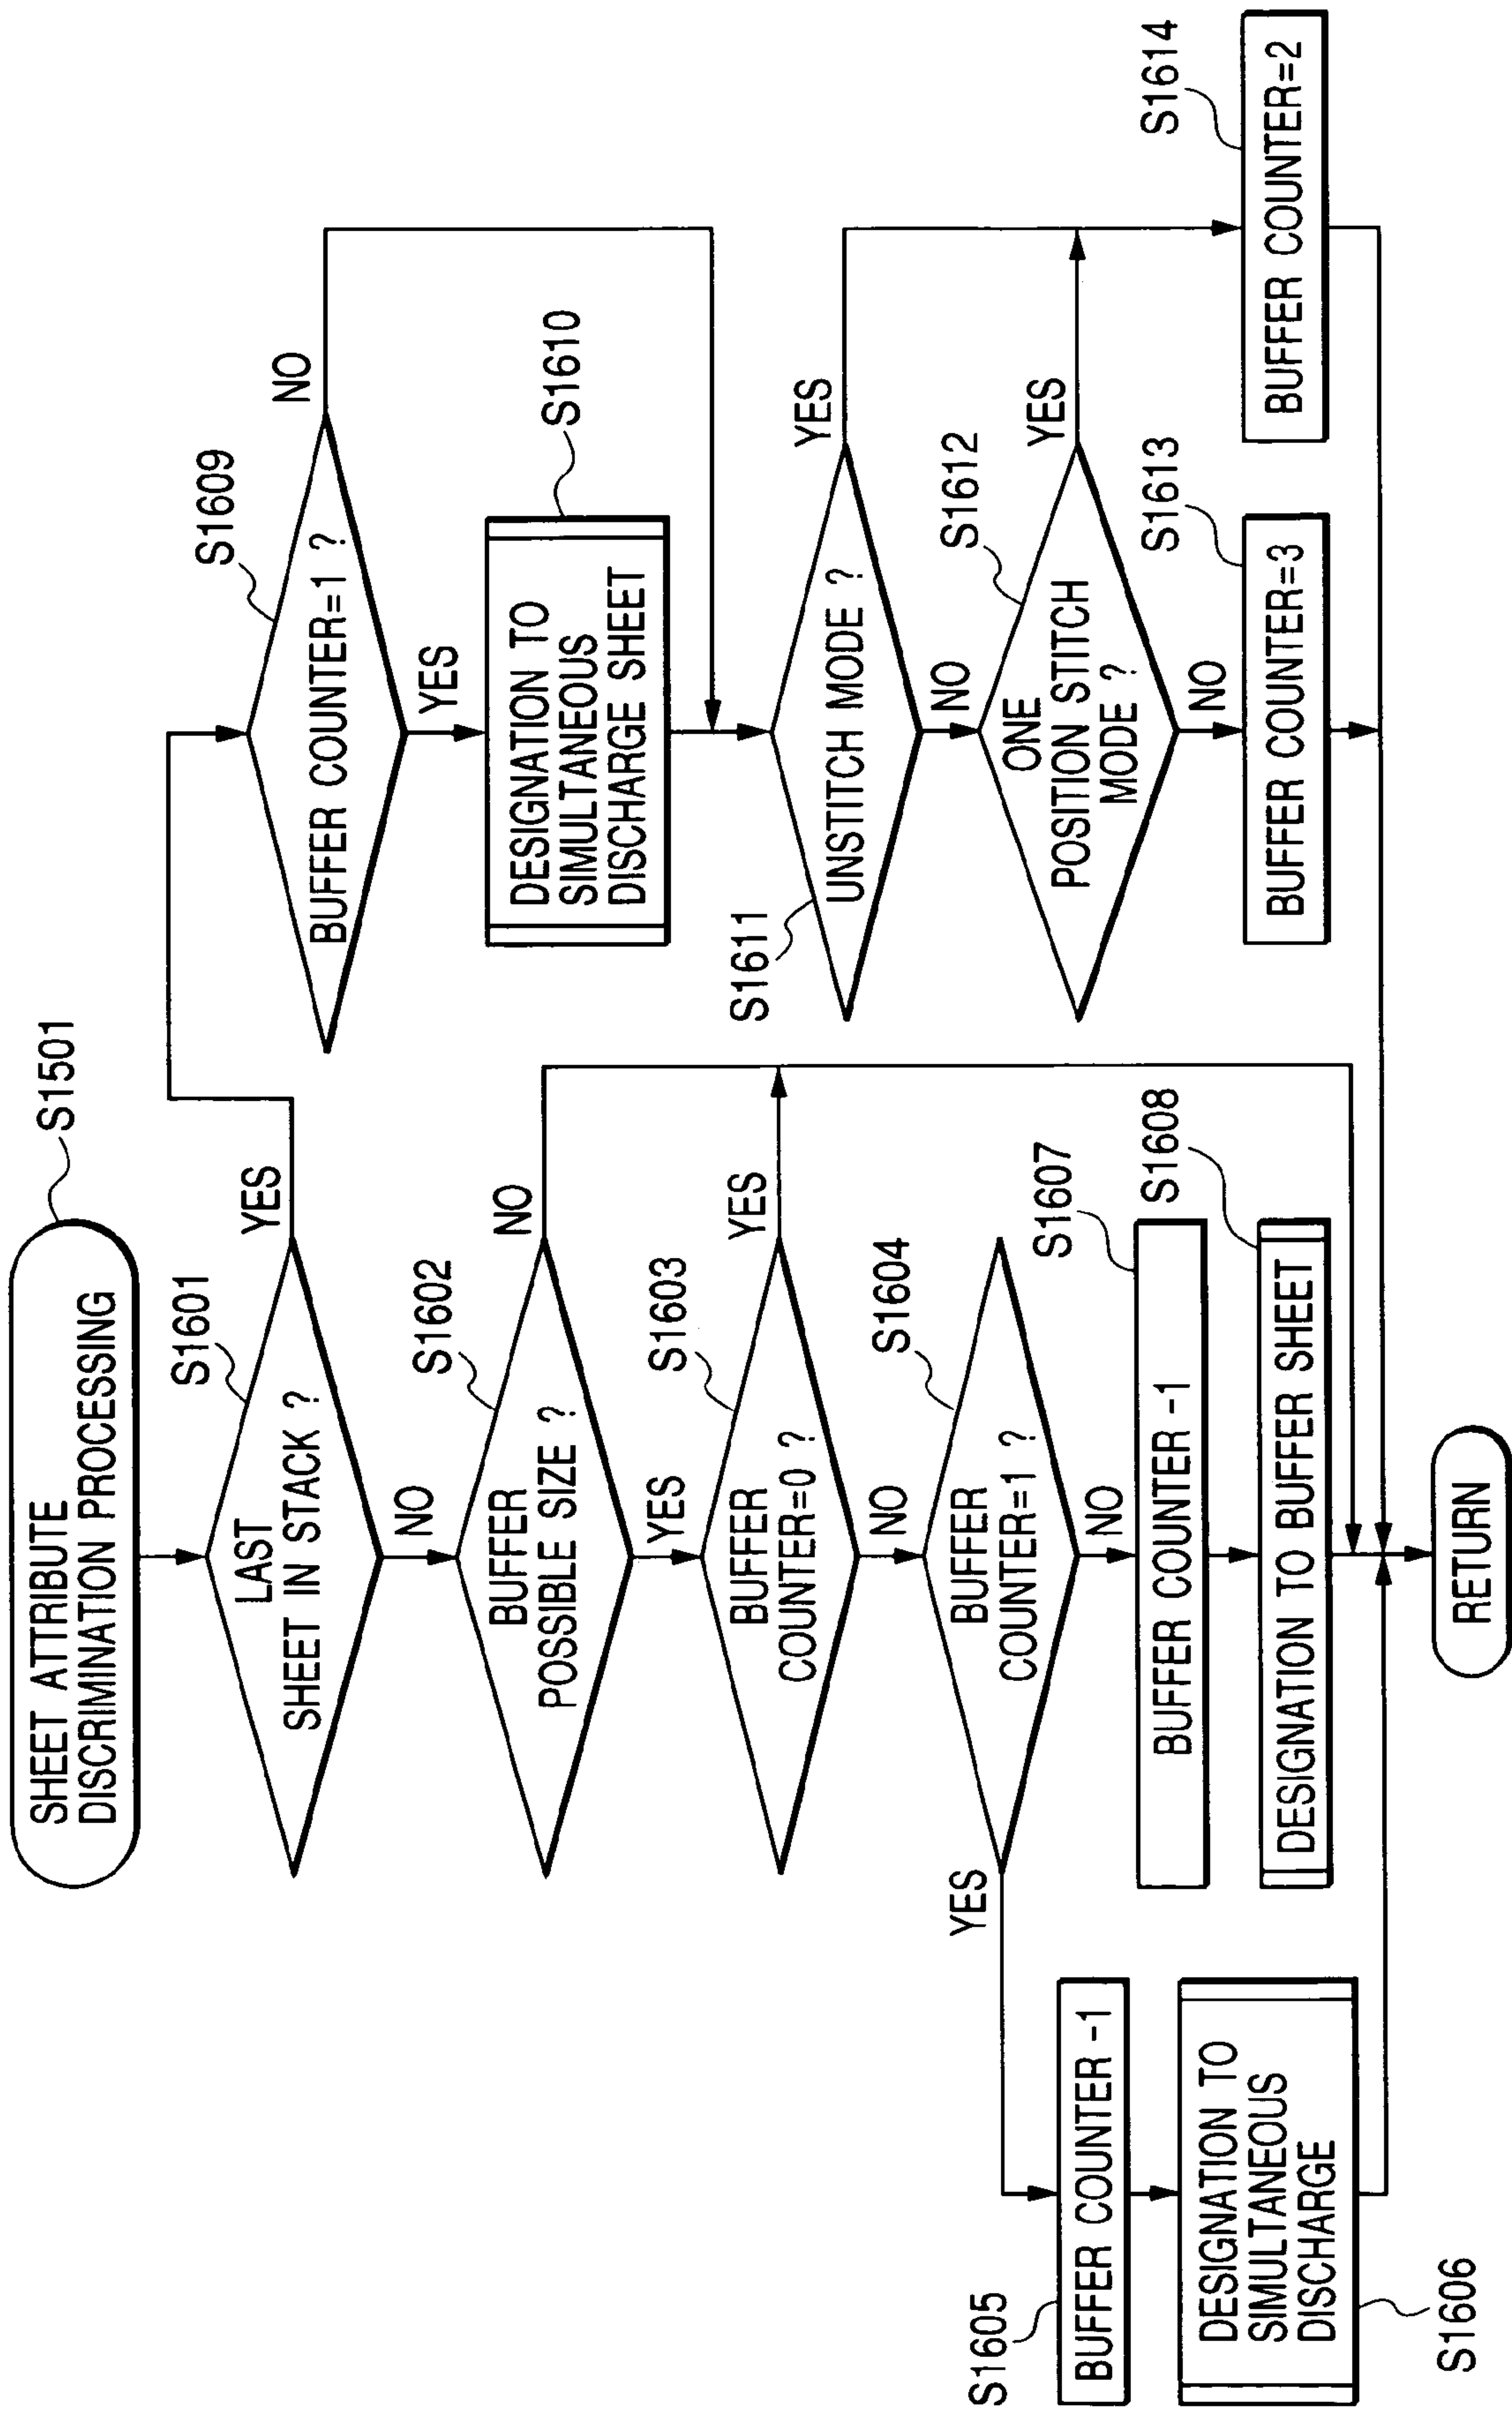 SHEET ATTRIBUTE
DISCRIMINATION PROCESSING
S1501
LAST
SHEET IN STACK ?
S1601
YES
NO
BUFFER
POSSIBLE SIZE ?
S1602
NO
YES
BUFFER
COUNTER=0 ?
S1603
YES
NO
BUFFER
COUNTER=1 ?
S1604
YES
NO
S1605
BUFFER COUNTER -1
DESIGNATION TO
SIMULTANEOUS
DISCHARGE
S1606
BUFFER COUNTER -1
S1607
DESIGNATION TO BUFFER SHEET
S1608
BUFFER COUNTER=1 ?
S1609
NO
YES
DESIGNATION TO
SIMULTANEOUS
DISCHARGE SHEET
S1610
UNSTITCH MODE ?
S1611
YES
NO
ONE
POSITION STITCH
MODE ?
S1612
YES
NO
BUFFER COUNTER=3
S1613
BUFFER COUNTER=2
S1614
RETURN